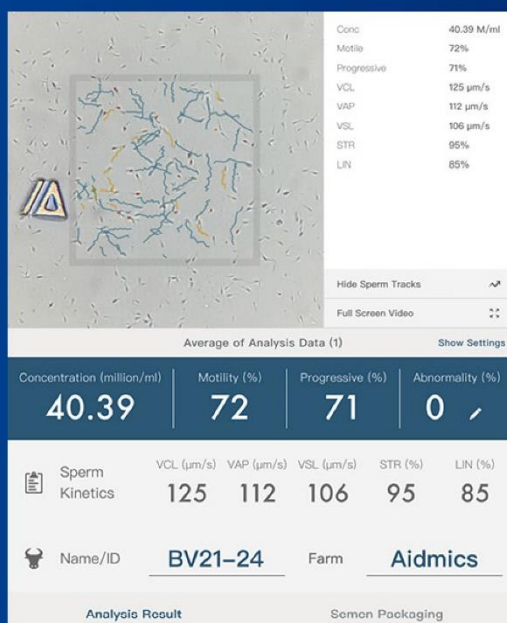 Conc 40.39 M/ml
Motile 72%
Progressive 71%
VCL 125 µm/s
VAP 112 µm/s
VSL 106 µm/s
STR 95%
LIN 85%
Hide Sperm Tracks
Full Screen Video
Average of Analysis Data (1) Show Settings
Concentration (million/ml) Motility (%) Progressive (%) Abnormality (%)
40.39 72 71 0
VCL (µm/s) VAP (µm/s) VSL (µm/s) STR (%) LIN (%)
Sperm Kinetics 125 112 106 95 85
Name/ID BV21-24 Farm Aidmics
Analysis Result Semen Packaging